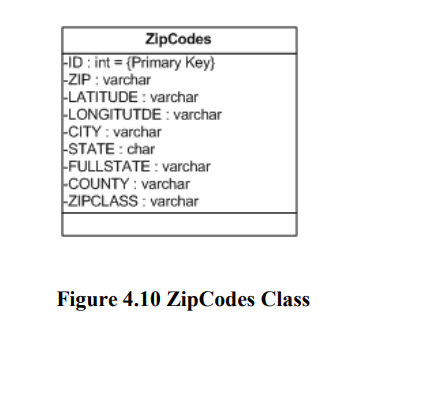 ZipCodes
-ID : int = {Primary Key}
-ZIP : varchar
-LATITUDE : varchar
-LONGITUTDE : varchar
-CITY : varchar
-STATE : char
-FULLSTATE : varchar
-COUNTY : varchar
-ZIPCLASS : varchar
Figure 4.10 ZipCodes Class